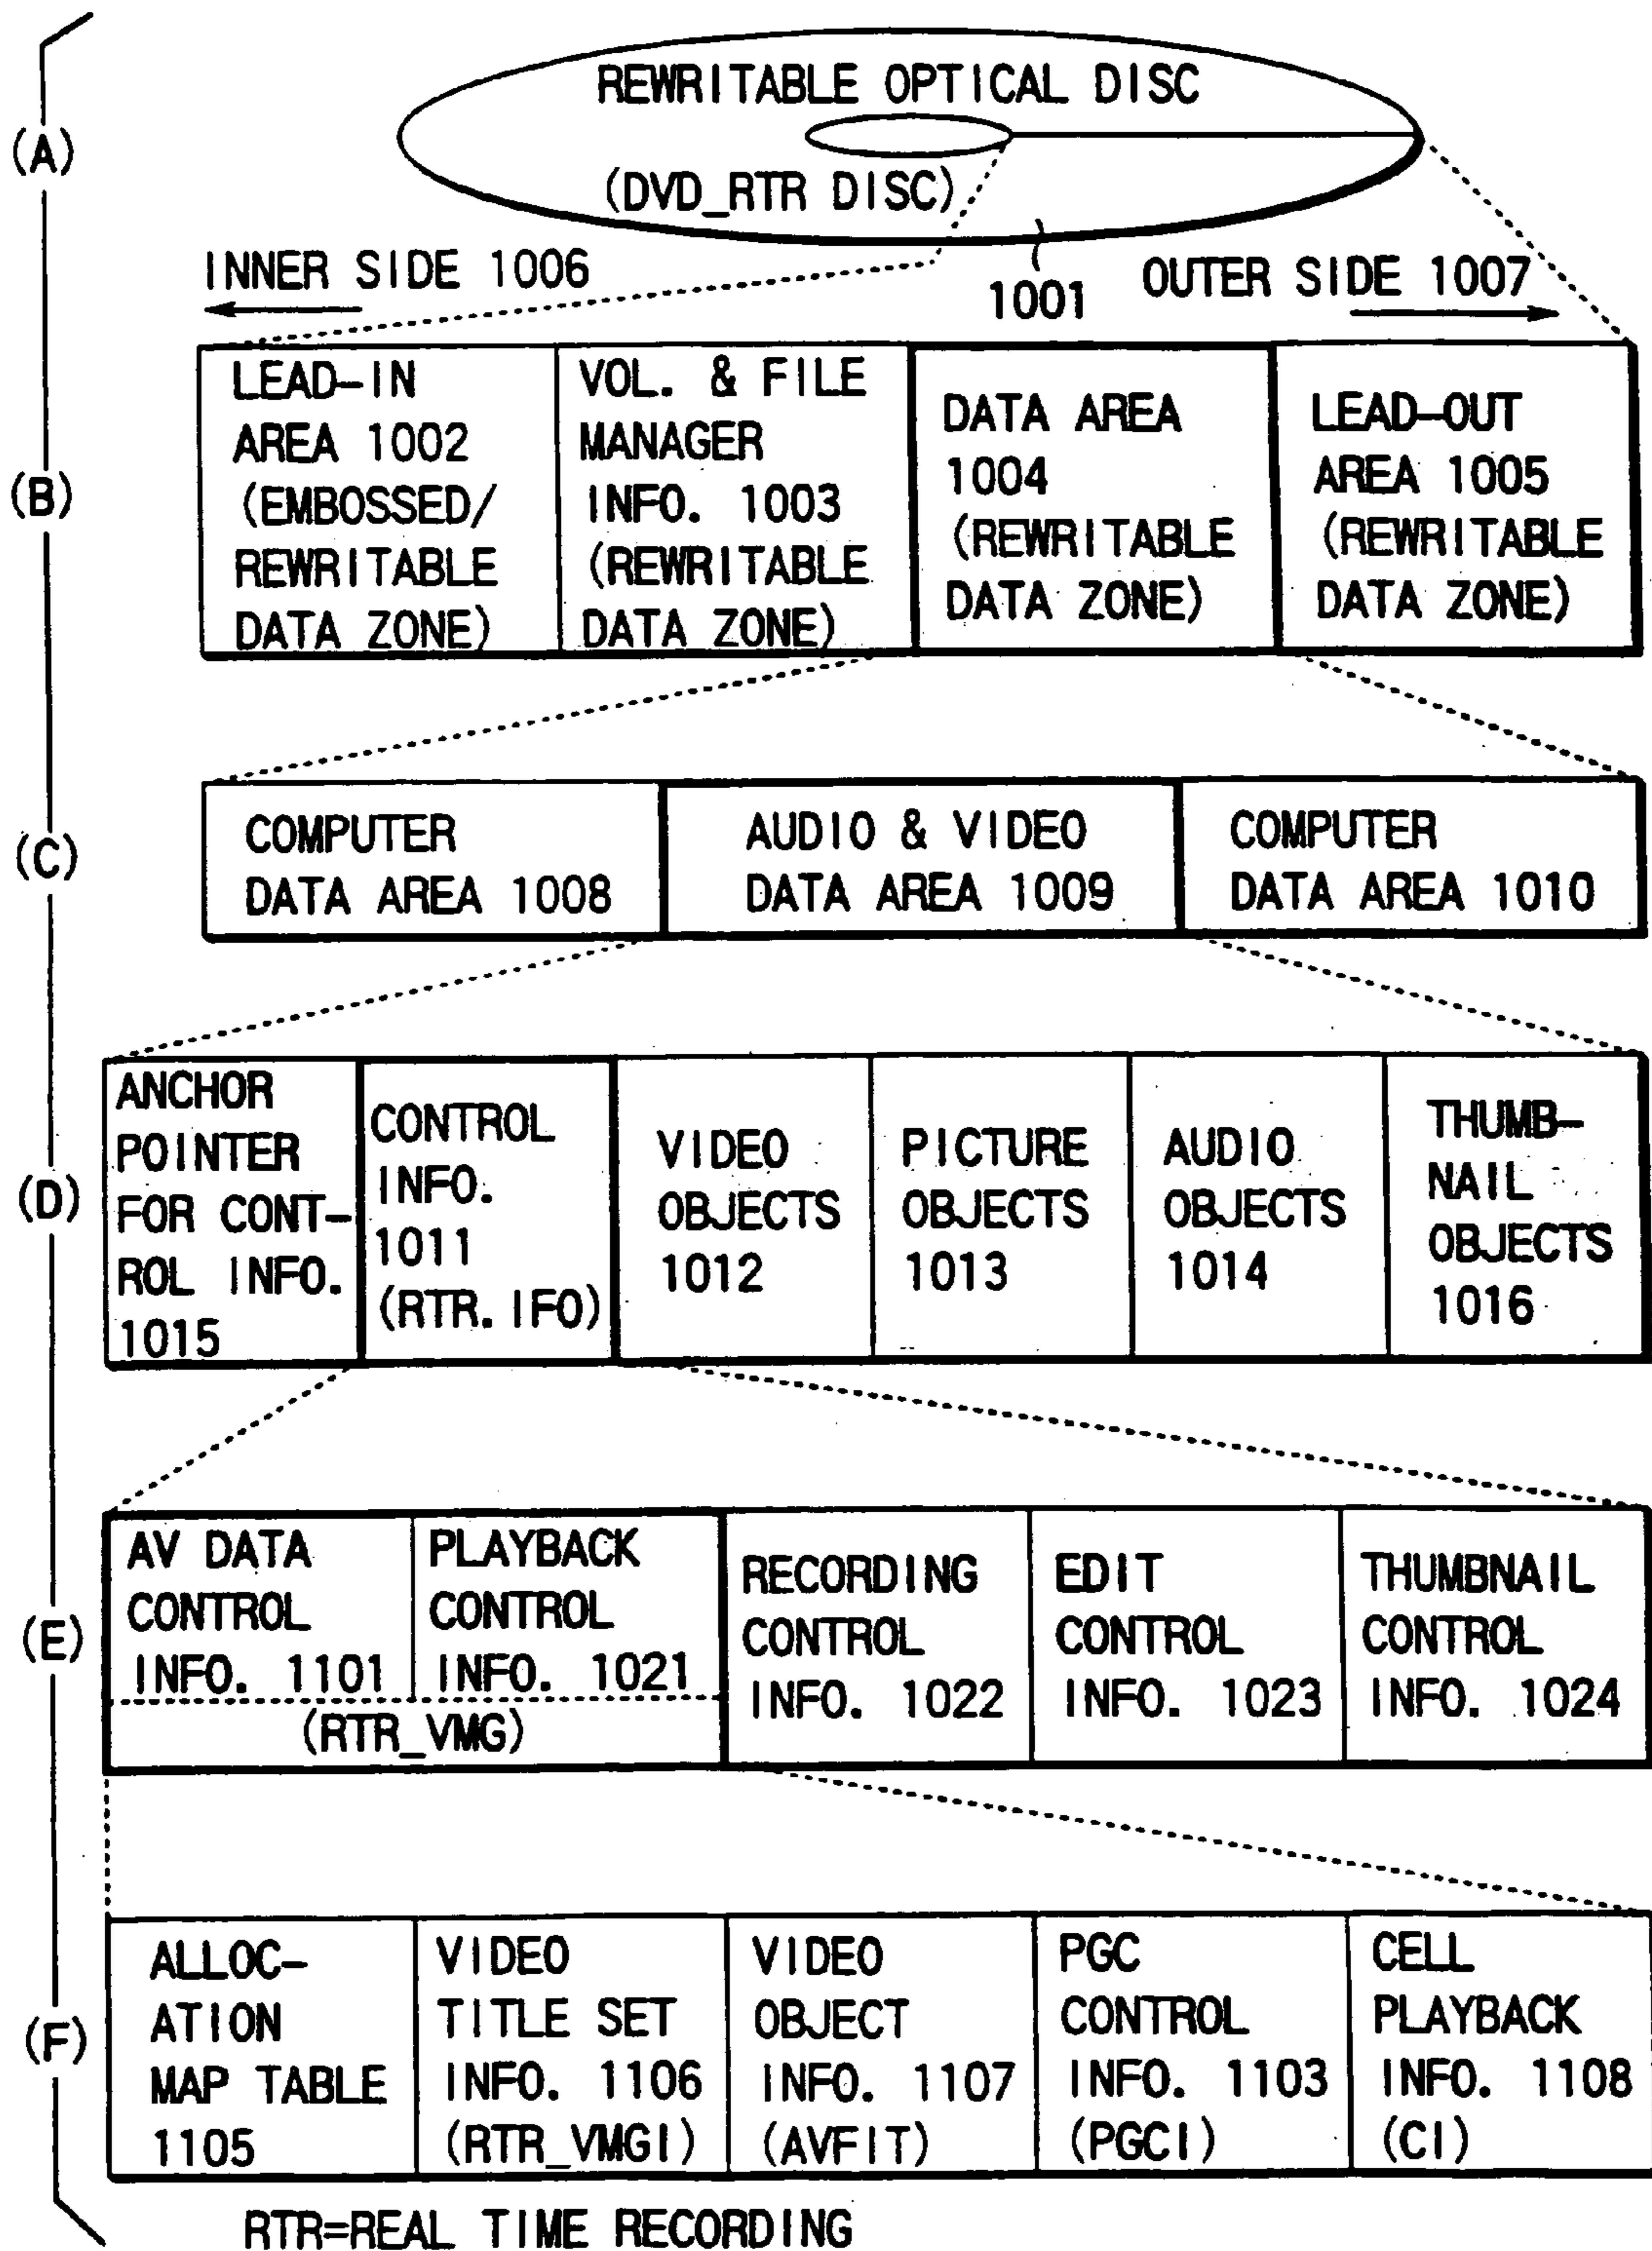 (A)
REWRITABLE OPTICAL DISC
(DVD_RTR DISC)
INNER SIDE 1006
1001
OUTER SIDE 1007
(B)
LEAD-IN
AREA 1002
(EMBOSSED/
REWRITABLE
DATA ZONE)
VOL. & FILE
MANAGER
INFO. 1003
(REWRITABLE
DATA ZONE)
DATA AREA
1004
(REWRITABLE
DATA ZONE)
LEAD-OUT
AREA 1005
(REWRITABLE
DATA ZONE)
(C)
COMPUTER
DATA AREA 1008
AUDIO & VIDEO
DATA AREA 1009
COMPUTER
DATA AREA 1010
(D)
ANCHOR
POINTER
FOR CONT-
ROL INFO.
1015
CONTROL
INFO.
1011
(RTR. IFO)
VIDEO
OBJECTS
1012
PICTURE
OBJECTS
1013
AUDIO
OBJECTS
1014
THUMB-
NAIL
OBJECTS
1016
(E)
AV DATA
CONTROL
INFO. 1101
PLAYBACK
CONTROL
INFO. 1021
(RTR_VMG)
RECORDING
CONTROL
INFO. 1022
EDIT
CONTROL
INFO. 1023
THUMBNAIL
CONTROL
INFO. 1024
(F)
ALLOC-
ATION
MAP TABLE
1105
VIDEO
TITLE SET
INFO. 1106
(RTR_VMGI)
VIDEO
OBJECT
INFO. 1107
(AVFIT)
PGC
CONTROL
INFO. 1103
(PGCI)
CELL
PLAYBACK
INFO. 1108
(CI)
RTR=REAL TIME RECORDING